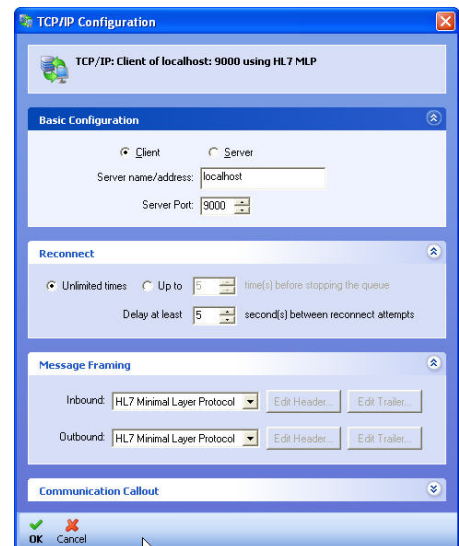 TCP/IP Configuration
TCP/IP: Client of localhost: 9000 using HL7 MLP
Basic Configuration
Client Server
Server name/address: localhost
Server Port: 9000
Reconnect
Unlimited times Up to 5 time(s) before stopping the queue
Delay at least 5 second(s) between reconnect attempts
Message Framing
Inbound: HL7 Minimal Layer Protocol Edit Header... Edit Trailer...
Outbound: HL7 Minimal Layer Protocol Edit Header... Edit Trailer...
Communication Callout
OK Cancel